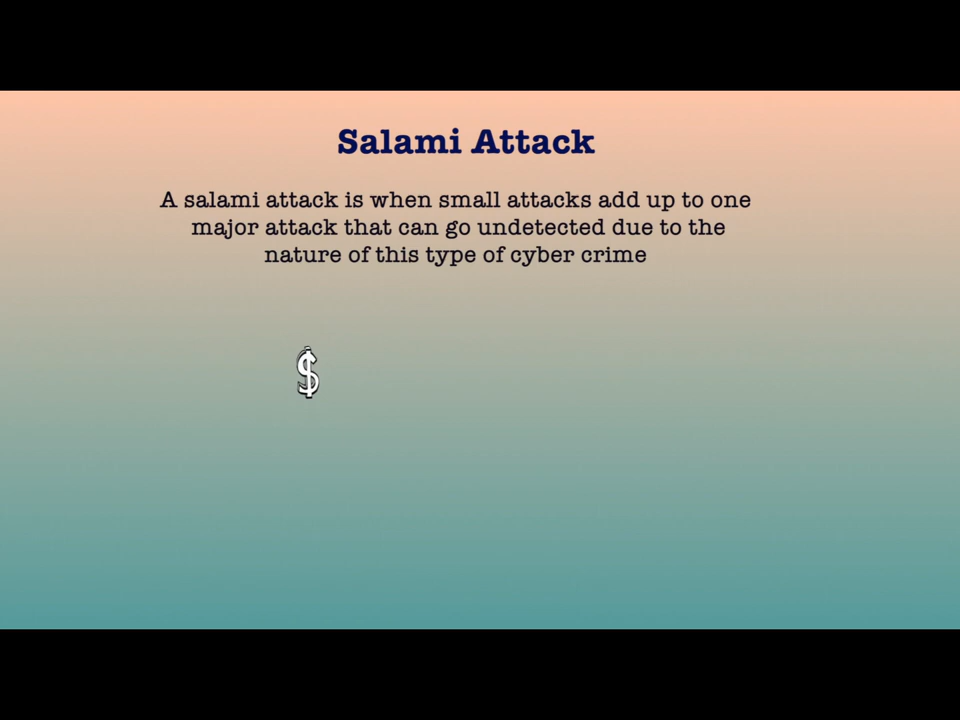 Salami Attack
A salami attack is when small attacks add up to one
major attack that can go undetected due to the
nature of this type of cyber crime
$